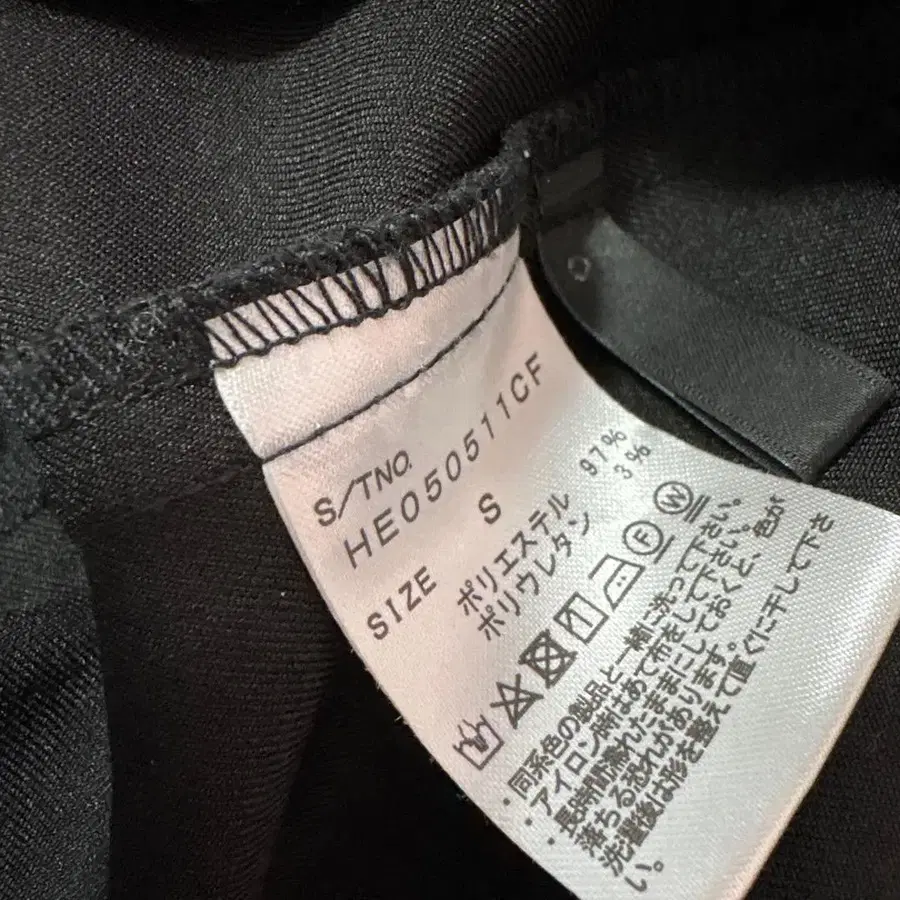 S/TNO.
HE050511CF
SIZE S
ポリエステル 97%
ポリウレタン 3%
F W
・同系色の製品と一緒に洗って下さい。
・アイロン時はあて布をして下さい。
・長時間濡れたままにしておくと、色が
落ちる恐れがあります。
洗濯後は形を整えて直ぐに干して下さ
い。